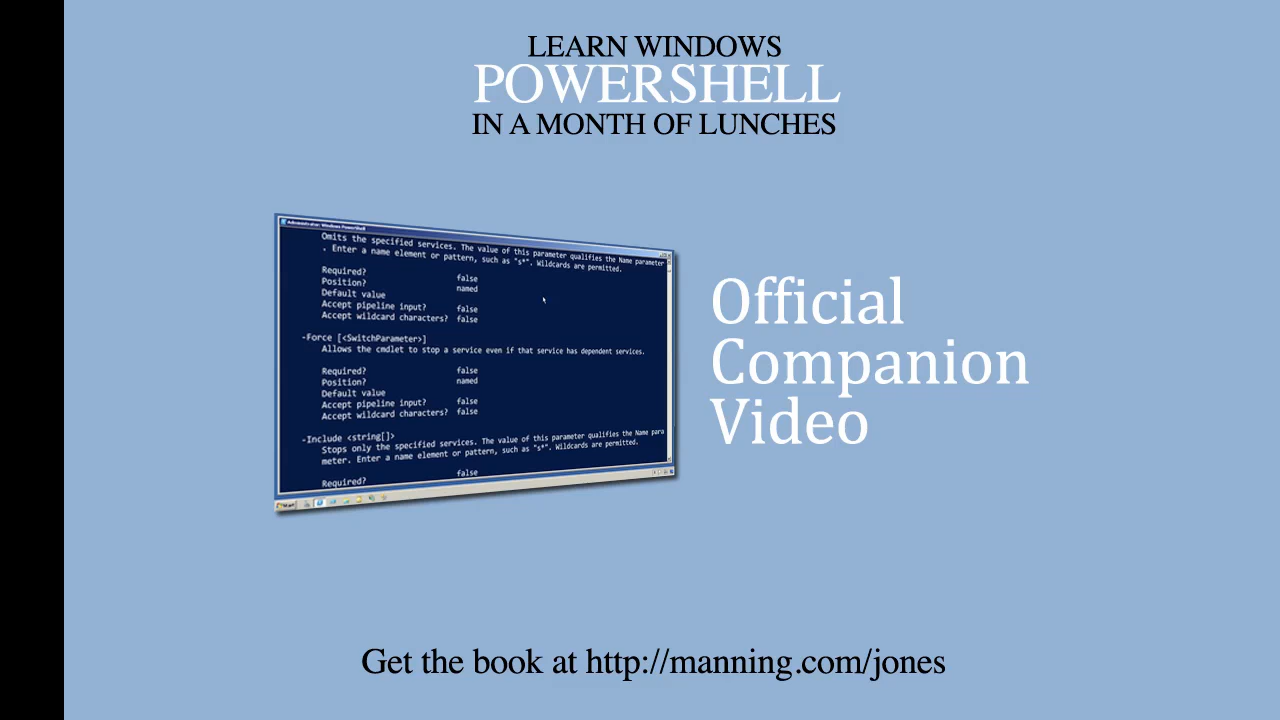 LEARN WINDOWS
POWERSHELL
IN A MONTH OF LUNCHES
Administrator: Windows PowerShell
Omits the specified services. The value of this parameter qualifies the Name parameter
. Enter a name element or pattern, such as "s*". Wildcards are permitted.
Required? false
Position? named
Default value
Accept pipeline input? false
Accept wildcard characters? false
-Force [<SwitchParameter>]
Allows the cmdlet to stop a service even if that service has dependent services.
Required? false
Position? named
Default value
Accept pipeline input? false
Accept wildcard characters? false
-Include <string[]>
Stops only the specified services. The value of this parameter qualifies the Name para
meter. Enter a name element or pattern, such as "s*". Wildcards are permitted.
Required? false
Start
Official
Companion
Video
Get the book at http://manning.com/jones